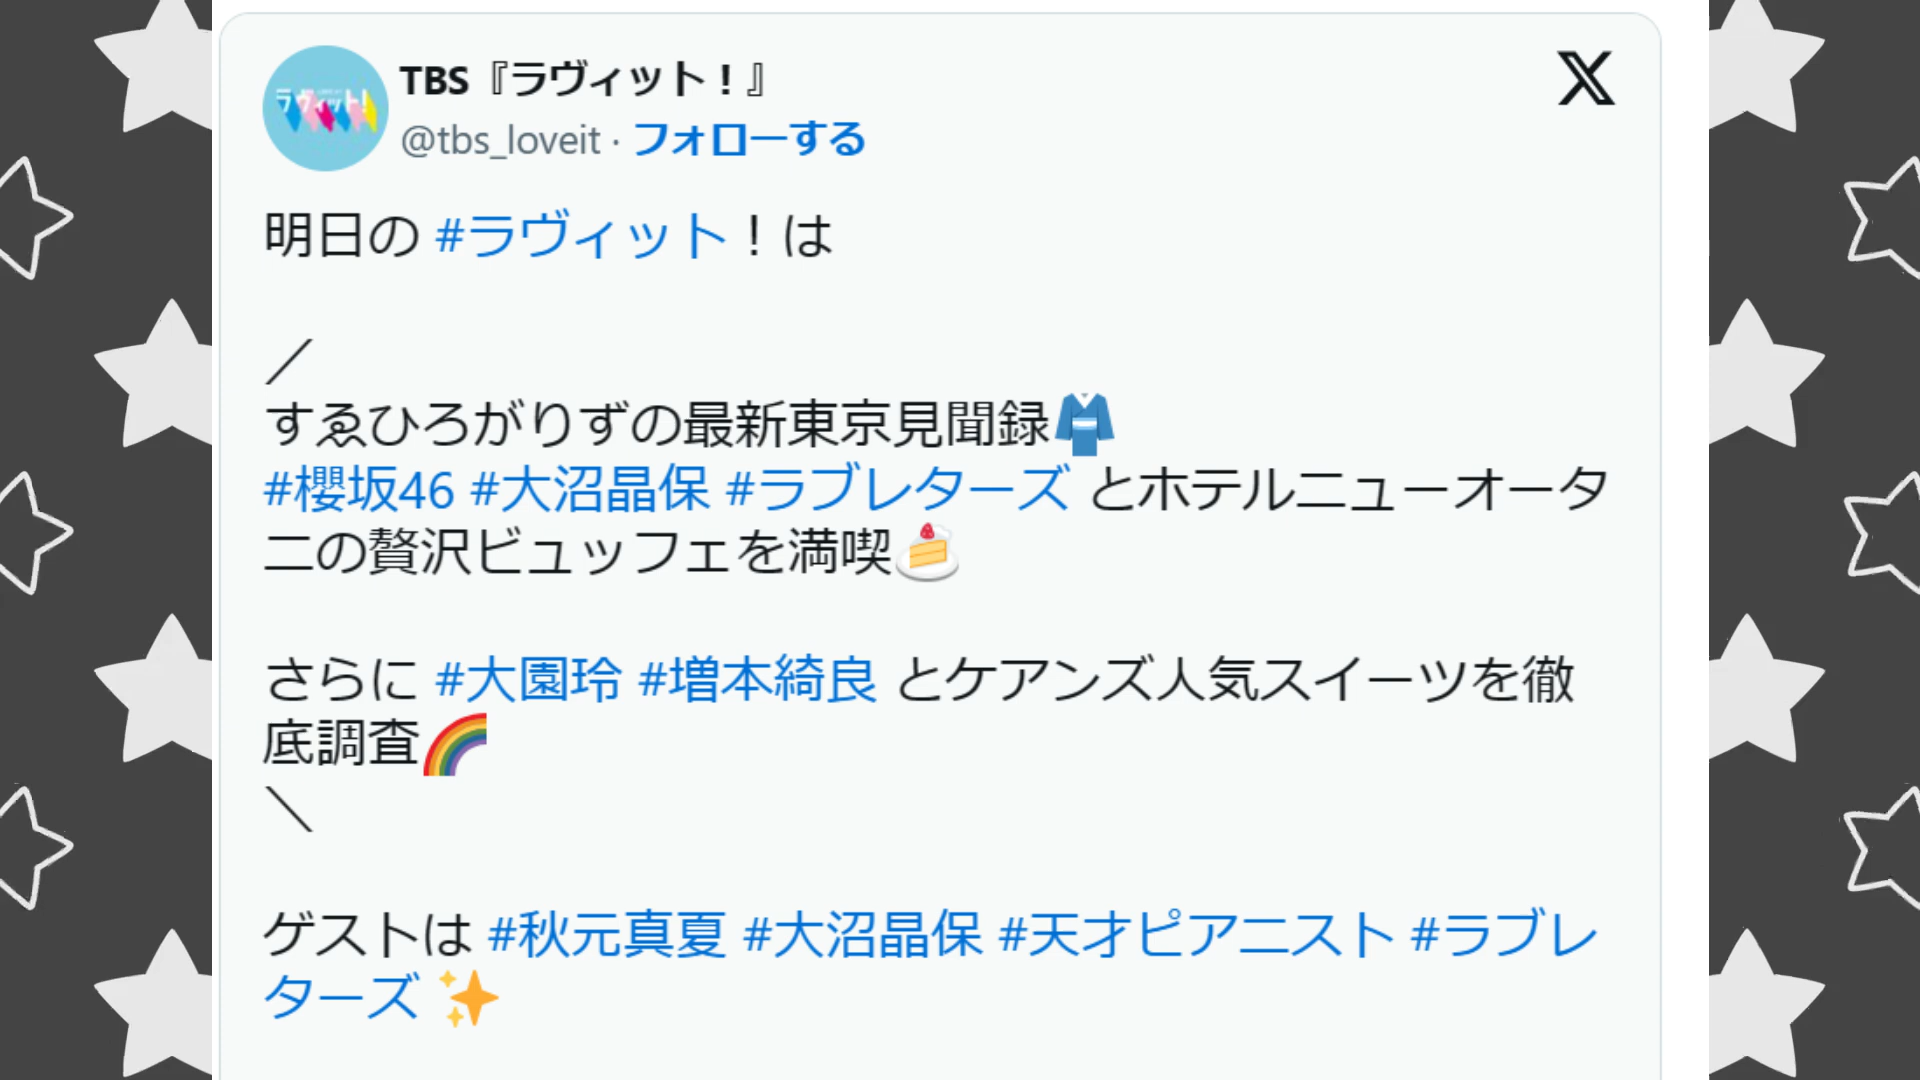 TBS『ラヴィット！』
ラヴィット!
@tbs_loveit · フォローする
明日の #ラヴィット！は
／
すゑひろがりずの最新東京見聞録👘
#櫻坂46 #大沼晶保 #ラブレターズ とホテルニューオータ
ニの贅沢ビュッフェを満喫🍰
さらに #大園玲 #増本綺良 とケアンズ人気スイーツを徹
底調査🌈
＼
ゲストは #秋元真夏 #大沼晶保 #天才ピアニスト #ラブレ
ターズ ✨